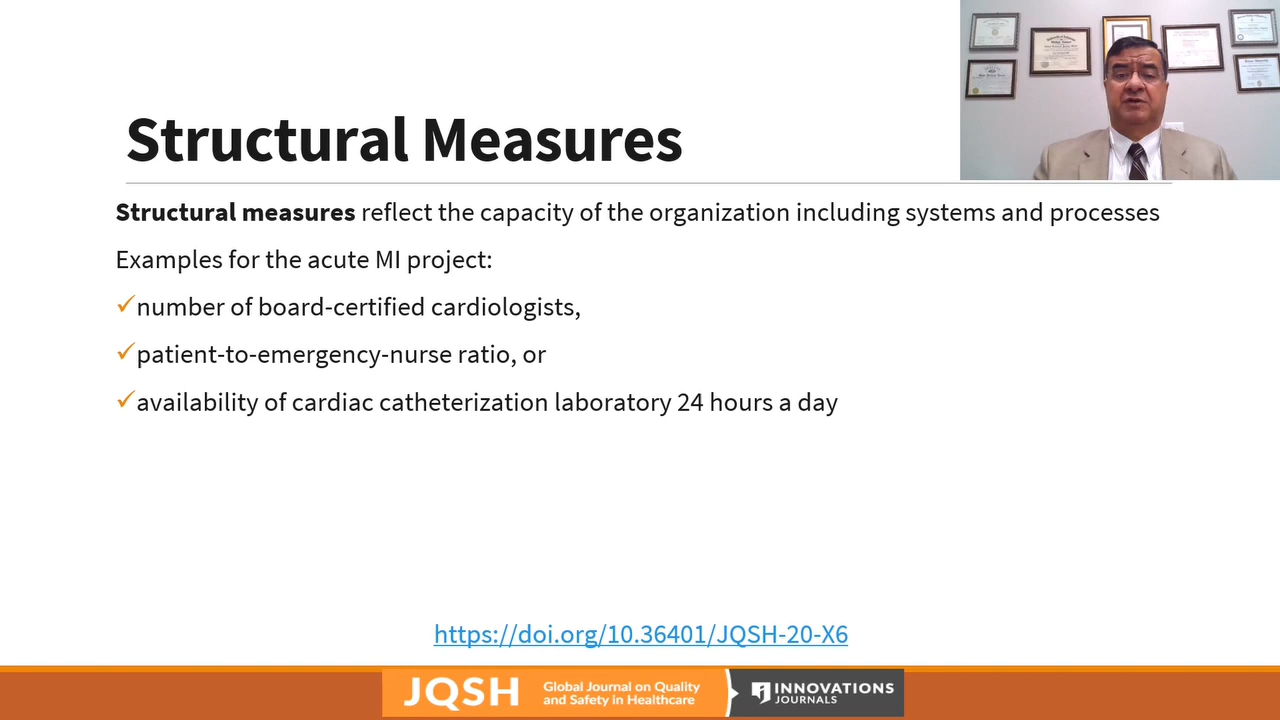 Structural Measures
Structural measures reflect the capacity of the organization including systems and processes
Examples for the acute MI project:
number of board-certified cardiologists,
patient-to-emergency-nurse ratio, or
availability of cardiac catheterization laboratory 24 hours a day
https://doi.org/10.36401/JQSH-20-X6
JQSH
Global Journal on Quality
and Safety in Healthcare
INNOVATIONS
JOURNALS